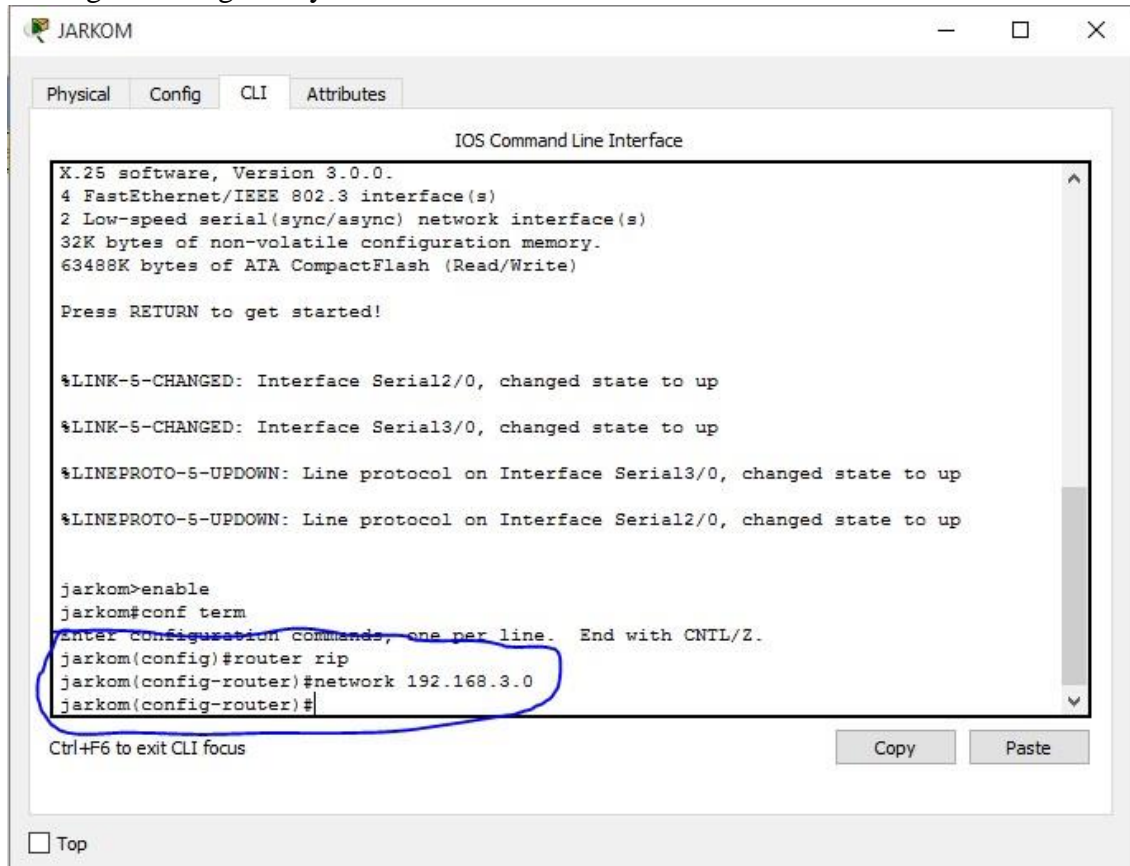 JARKOM
Physical Config CLI Attributes
IOS Command Line Interface
X.25 software, Version 3.0.0.
4 FastEthernet/IEEE 802.3 interface(s)
2 Low-speed serial(sync/async) network interface(s)
32K bytes of non-volatile configuration memory.
63488K bytes of ATA CompactFlash (Read/Write)
Press RETURN to get started!
%LINK-5-CHANGED: Interface Serial2/0, changed state to up
%LINK-5-CHANGED: Interface Serial3/0, changed state to up
%LINEPROTO-5-UPDOWN: Line protocol on Interface Serial3/0, changed state to up
%LINEPROTO-5-UPDOWN: Line protocol on Interface Serial2/0, changed state to up
jarkom>enable
jarkom#conf term
Enter configuration commands, one per line. End with CNTL/Z.
jarkom(config)#router rip
jarkom(config-router)#network 192.168.3.0
jarkom(config-router)#
Ctrl+F6 to exit CLI focus
Copy Paste
Top